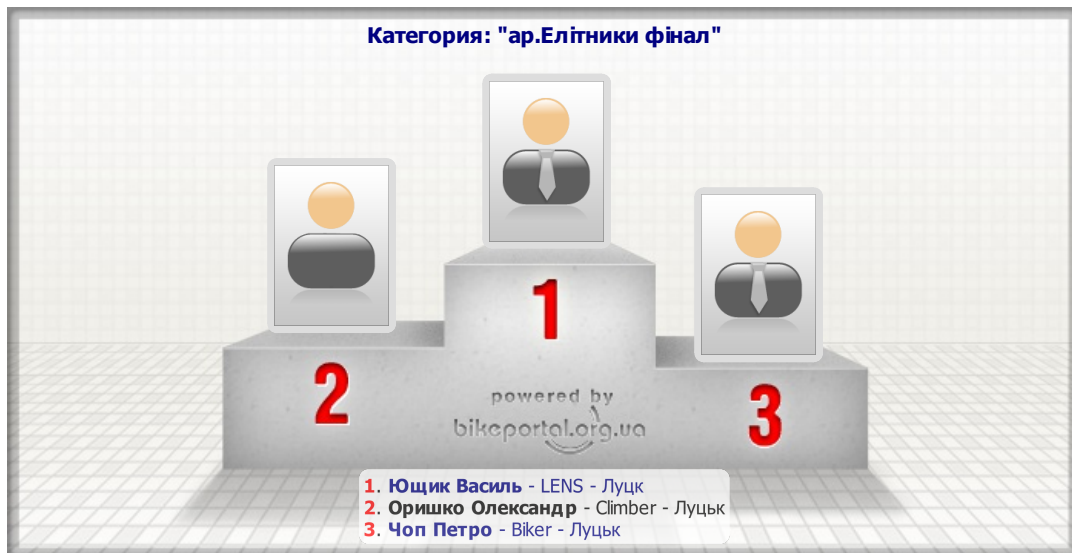 Категория: "ар.Елітники фінал"
1
2
3
powered by
bikeportal.org.ua
1. Ющик Василь - LENS - Луцк
2. Оришко Олександр - Climber - Луцьк
3. Чоп Петро - Biker - Луцьк